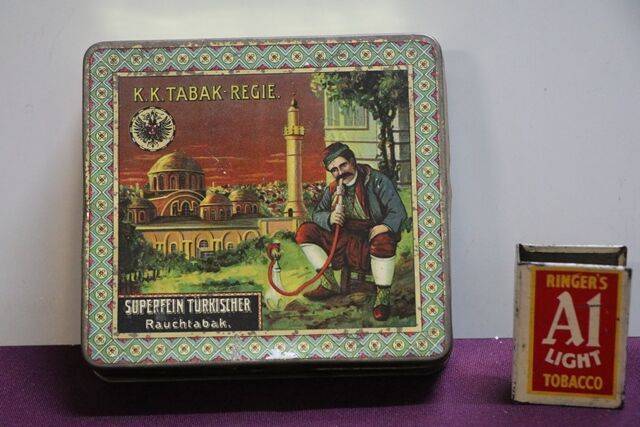 K.K. TABAK-REGIE.
SUPERFEIN TÜRKISCHER
Rauchtabak.
RINGER'S
A1
LIGHT
TOBACCO